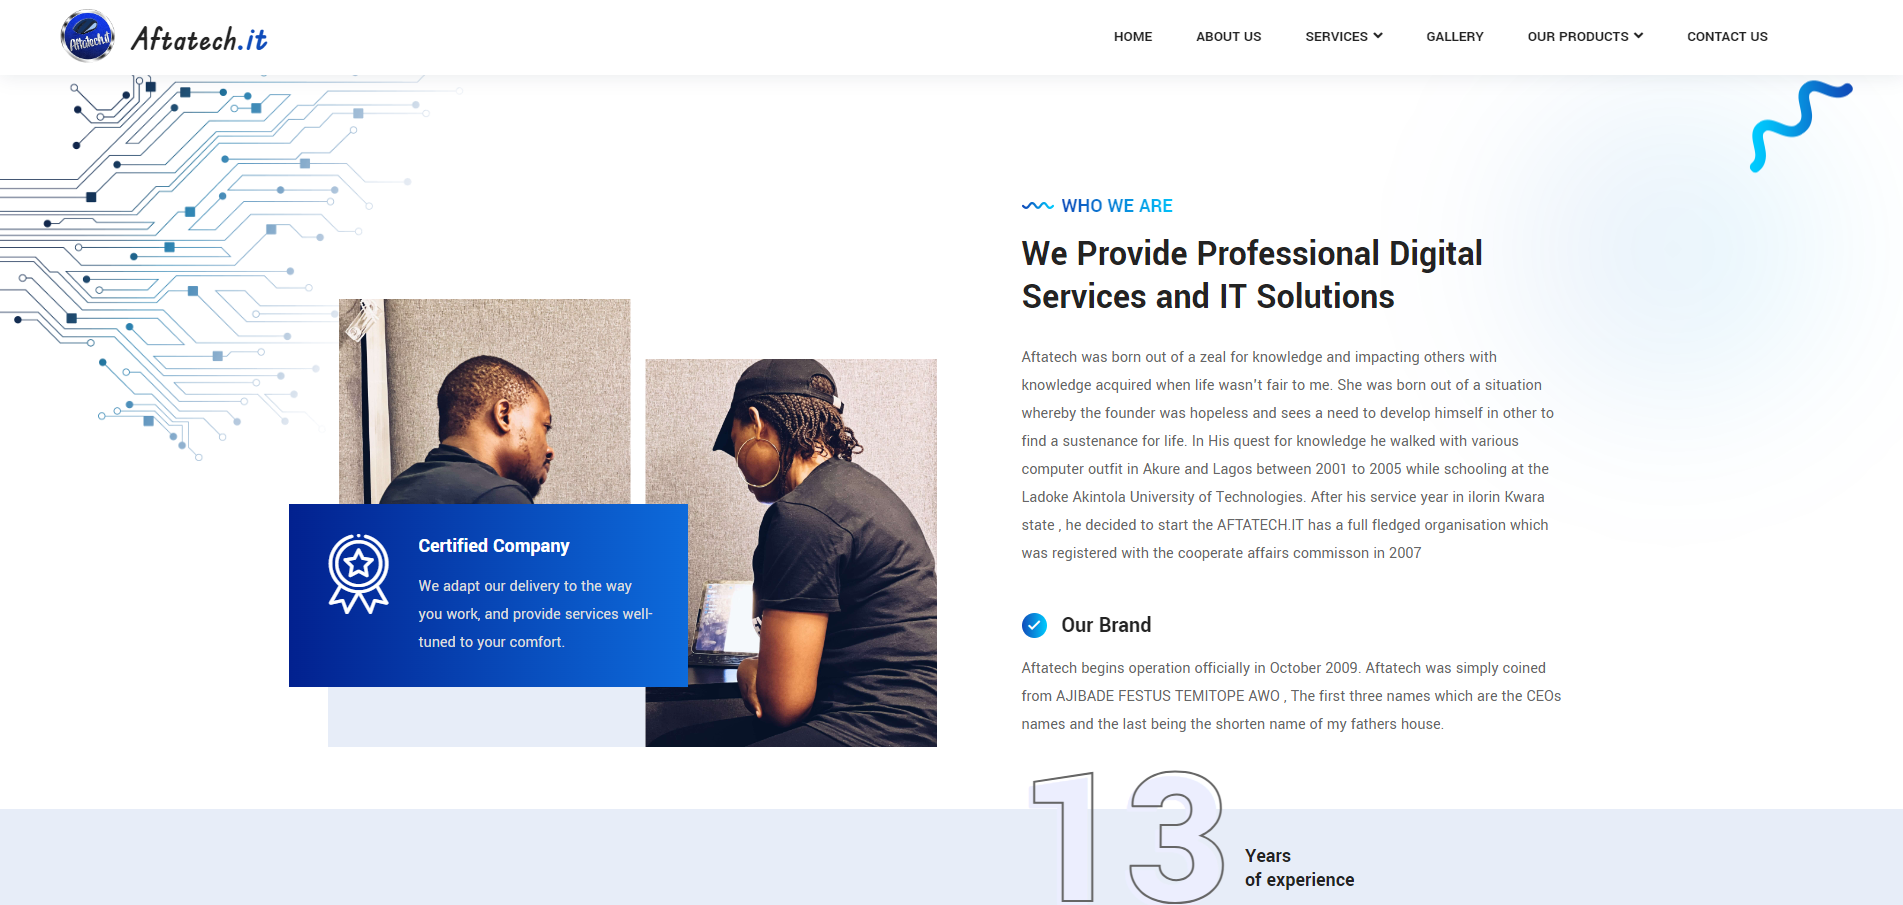 Aftatech.it
Aftatech.it
HOME
ABOUT US
SERVICES
GALLERY
OUR PRODUCTS
CONTACT US
WHO WE ARE
We Provide Professional Digital
Services and IT Solutions
Aftatech was born out of a zeal for knowledge and impacting others with
knowledge acquired when life wasn't fair to me. She was born out of a situation
whereby the founder was hopeless and sees a need to develop himself in other to
find a sustenance for life. In His quest for knowledge he walked with various
computer outfit in Akure and Lagos between 2001 to 2005 while schooling at the
Ladoke Akintola University of Technologies. After his service year in ilorin Kwara
state , he decided to start the AFTATECH.IT has a full fledged organisation which
was registered with the cooperate affairs commisson in 2007
Certified Company
We adapt our delivery to the way
you work, and provide services well-
tuned to your comfort.
Our Brand
Aftatech begins operation officially in October 2009. Aftatech was simply coined
from AJIBADE FESTUS TEMITOPE AWO , The first three names which are the CEOs
names and the last being the shorten name of my fathers house.
13
Years
of experience